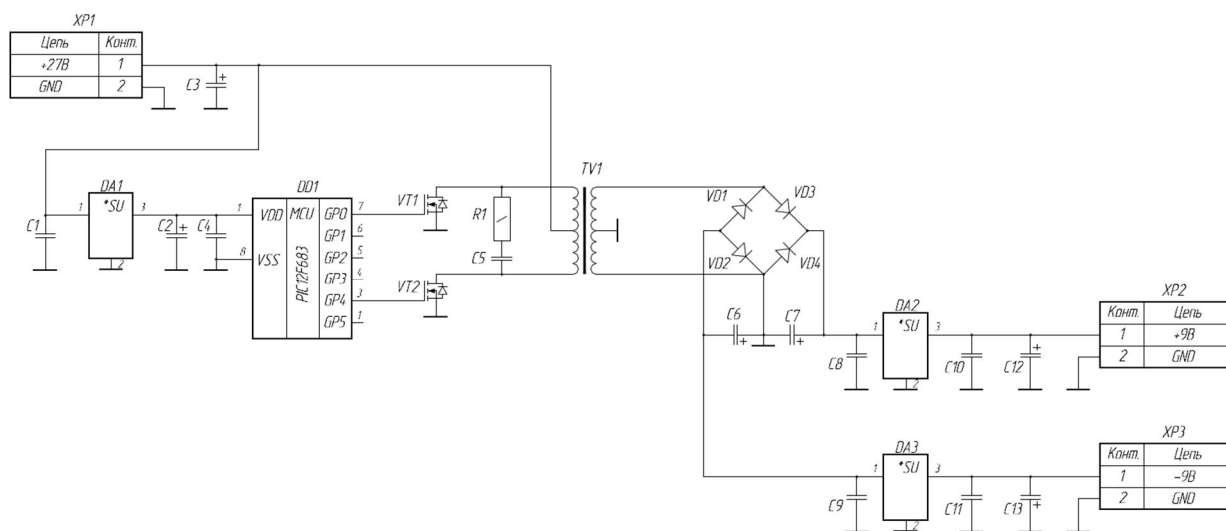 XP1
Цепь Конт.
+27В 1
GND 2
C3
+
DA1
*SU
1
3
2
C1
C2
+
C4
DD1
MCU
PIC12F683
1
VDD
8
VSS
GP0
7
GP1
6
GP2
5
GP3
4
GP4
3
GP5
1
VT1
VT2
R1
C5
TV1
VD1
VD3
VD2
VD4
C6
+
C7
+
C8
DA2
*SU
1
3
2
C10
C12
+
XP2
Конт. Цепь
1 +9В
2 GND
C9
DA3
*SU
1
3
2
C11
C13
+
XP3
Конт. Цепь
1 -9В
2 GND